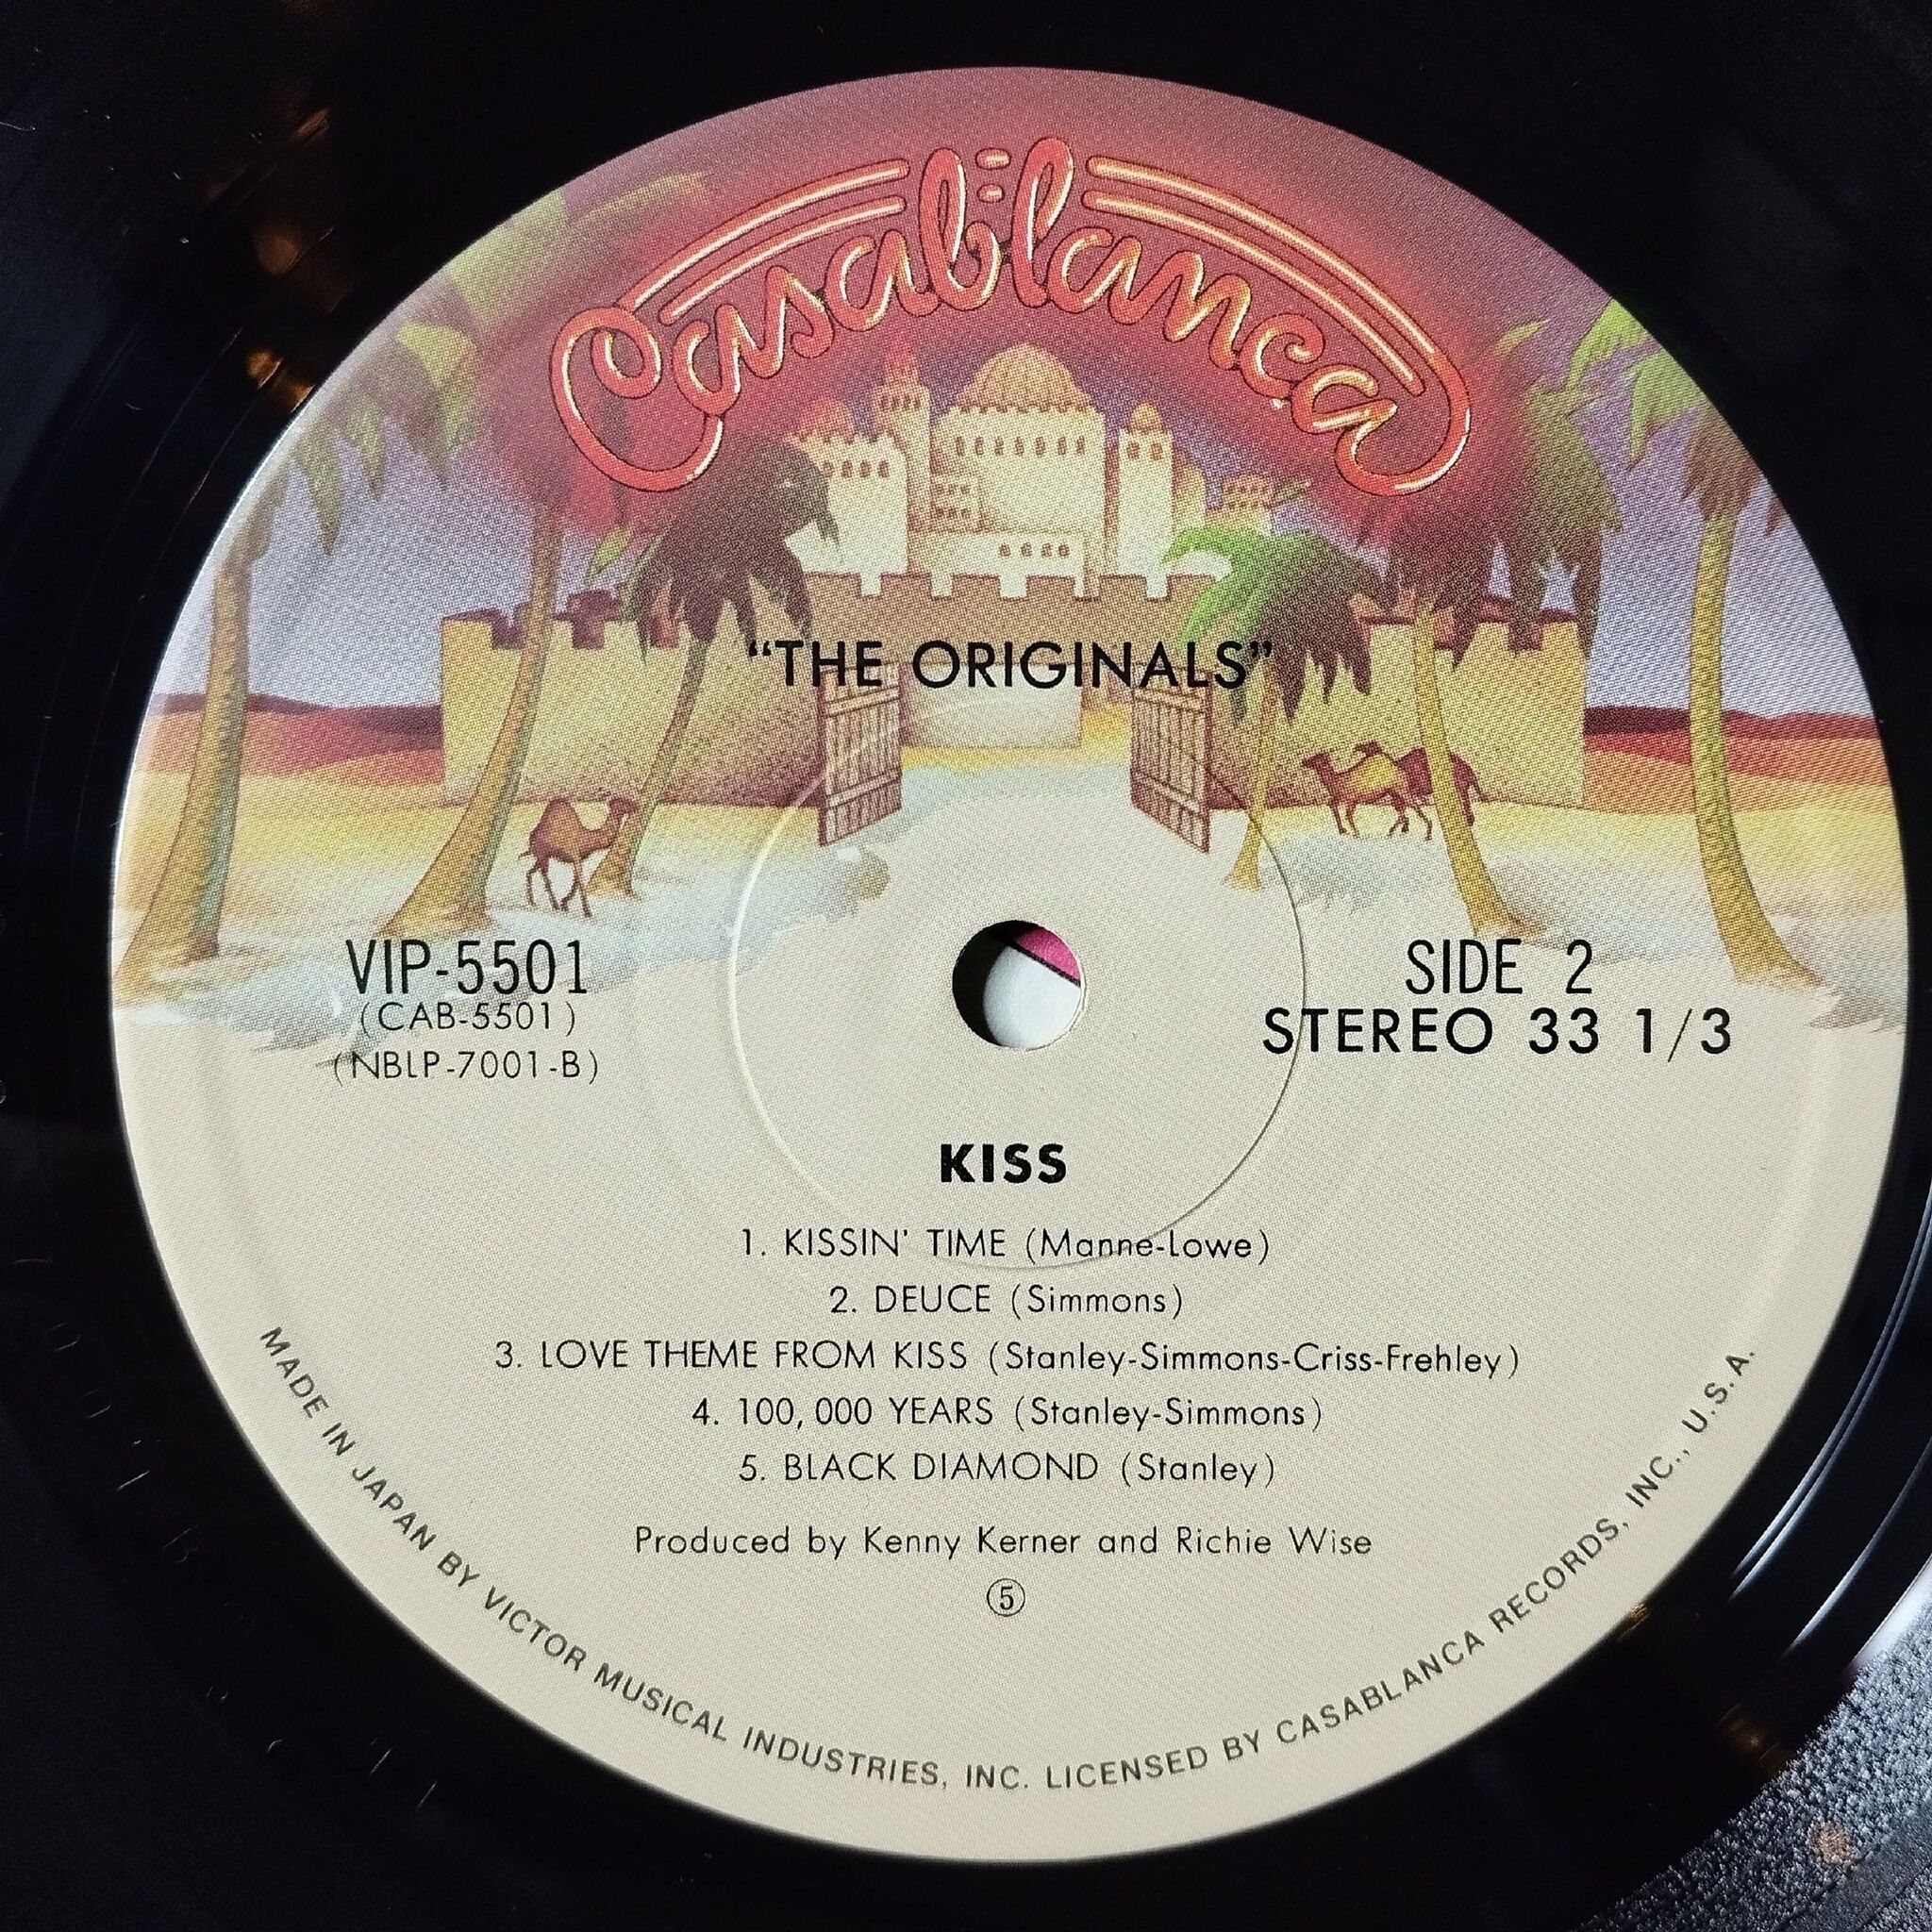 Casablanca
“THE ORIGINALS”
VIP-5501
(CAB-5501)
(NBLP-7001-B)
SIDE 2
STEREO 33 1/3
KISS
1. KISSIN' TIME (Manne-Lowe)
2. DEUCE (Simmons)
3. LOVE THEME FROM KISS (Stanley-Simmons-Criss-Frehley)
4. 100,000 YEARS (Stanley-Simmons)
5. BLACK DIAMOND (Stanley)
Produced by Kenny Kerner and Richie Wise
⑤
MADE IN JAPAN BY VICTOR MUSICAL INDUSTRIES, INC. LICENSED BY CASABLANCA RECORDS, INC., U.S.A.